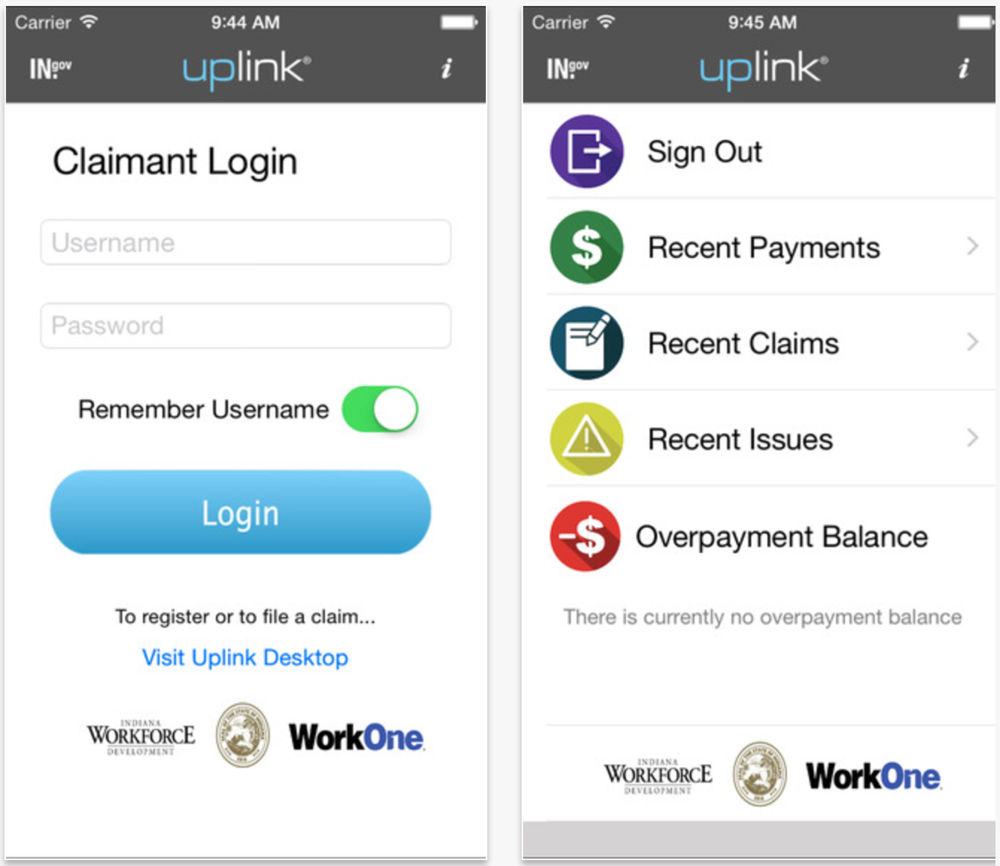 Carrier 9:44 AM
IN.gov uplink® i
Claimant Login
Username
Password
Remember Username
Login
To register or to file a claim...
Visit Uplink Desktop
INDIANA
WORKFORCE
DEVELOPMENT
WorkOne
Carrier 9:45 AM
IN.gov uplink® i
Sign Out
$ Recent Payments
Recent Claims
! Recent Issues
-$ Overpayment Balance
There is currently no overpayment balance
INDIANA
WORKFORCE
DEVELOPMENT
WorkOne